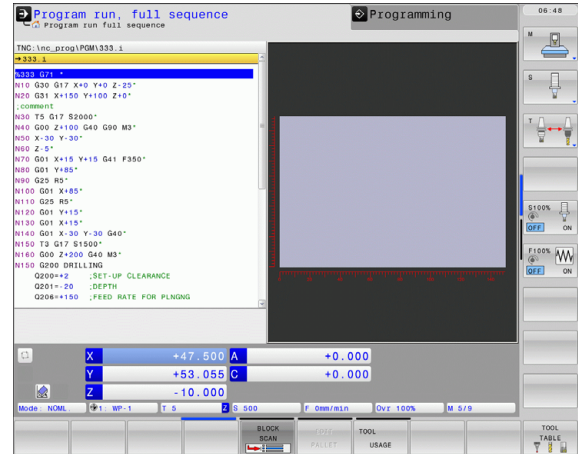 Program run, full sequence
Program run full sequence
Programming
06:48
TNC:\nc_prog\PGM\333.i
→333.i
%333 G71 *
N10 G30 G17 X+0 Y+0 Z-25*
N20 G31 X+150 Y+100 Z+0*
;comment
N30 T5 G17 S2000*
N40 G00 Z+100 G40 G90 M3*
N50 X-30 Y-30*
N60 Z-5*
N70 G01 X+15 Y+15 G41 F350*
N80 G01 Y+85*
N90 G25 R5*
N100 G01 X+85*
N110 G25 R5*
N120 G01 Y+15*
N130 G01 X+15*
N140 G01 X-30 Y-30 G40*
N150 T3 G17 S1500*
N160 G00 Z+200 G40 M3*
N150 G200 DRILLING
Q200=+2 ;SET-UP CLEARANCE
Q201=-20 ;DEPTH
Q206=+150 ;FEED RATE FOR PLNGNG
M
S
T
S100%
OFF ON
F100%
OFF ON
X +47.500 A +0.000
Y +53.055 C +0.000
Z -10.000
Mode: NOML. 1: WP-1 T 5 Z S 500 F 0mm/min Ovr 100% M 5/9
BLOCK
SCAN
PALLET
TOOL
USAGE
TOOL
TABLE